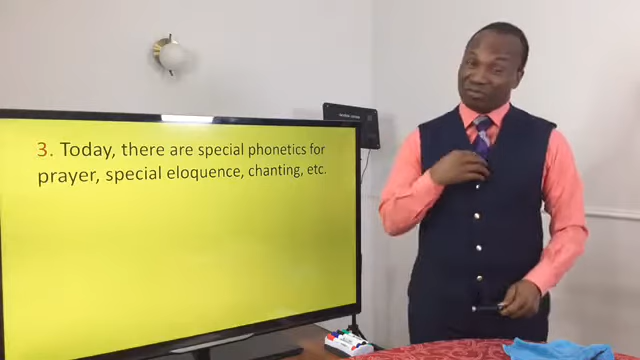 3. Today, there are special phonetics for
prayer, special eloquence, chanting, etc.